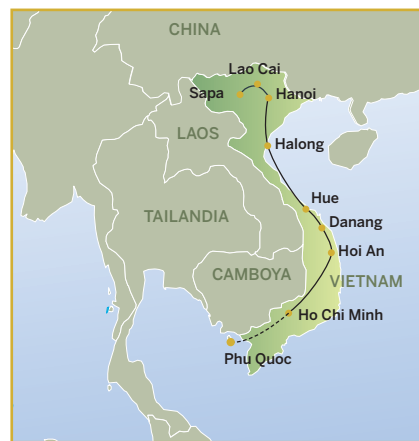 CHINA
Lao Cai
Sapa
Hanoi
LAOS
Halong
Hue
TAILANDIA
Danang
Hoi An
CAMBOYA
VIETNAM
Ho Chi Minh
Phu Quoc